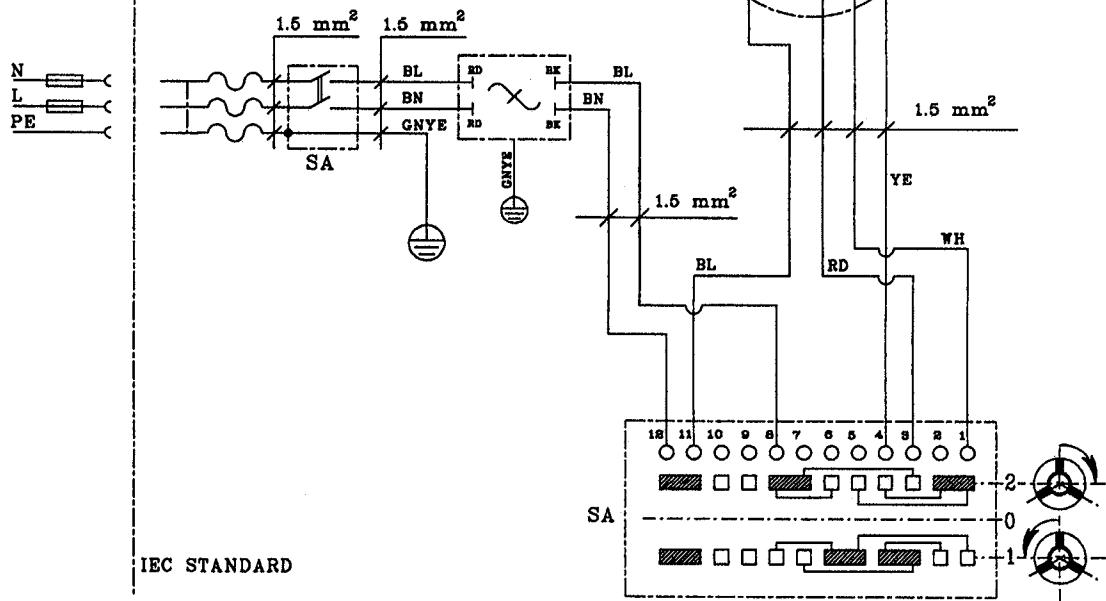 1.5 mm² 1.5 mm²
N BL RD BK BL
L BN RD BK BN
PE GNYE
SA
GNYE
1.5 mm²
YE
1.5 mm²
BL RD WH
12 11 10 9 8 7 6 5 4 3 2 1
2
SA 0
1
IEC STANDARD